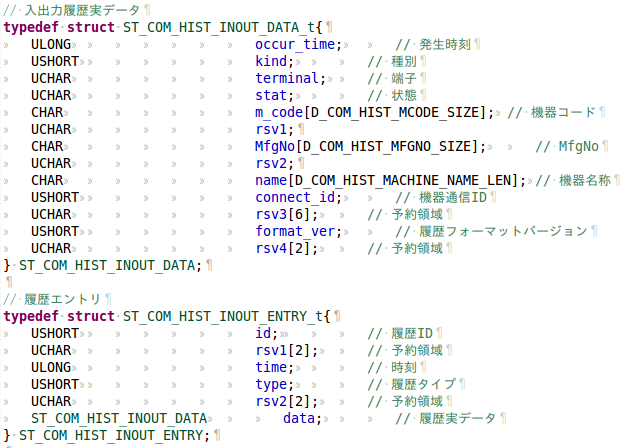 // 入出力履歴実データ
typedef struct ST_COM_HIST_INOUT_DATA_t{
ULONG occur_time; // 発生時刻
USHORT kind; // 種別
UCHAR terminal; // 端子
UCHAR stat; // 状態
CHAR m_code[D_COM_HIST_MCODE_SIZE]; // 機器コード
UCHAR rsv1;
CHAR MfgNo[D_COM_HIST_MFGNO_SIZE]; // MfgNo
UCHAR rsv2;
CHAR name[D_COM_HIST_MACHINE_NAME_LEN]; // 機器名称
USHORT connect_id; // 機器通信ID
UCHAR rsv3[6]; // 予約領域
USHORT format_ver; // 履歴フォーマットバージョン
UCHAR rsv4[2]; // 予約領域
} ST_COM_HIST_INOUT_DATA;
// 履歴エントリ
typedef struct ST_COM_HIST_INOUT_ENTRY_t{
USHORT id; // 履歴ID
UCHAR rsv1[2]; // 予約領域
ULONG time; // 時刻
USHORT type; // 履歴タイプ
UCHAR rsv2[2]; // 予約領域
ST_COM_HIST_INOUT_DATA data; // 履歴実データ
} ST_COM_HIST_INOUT_ENTRY;